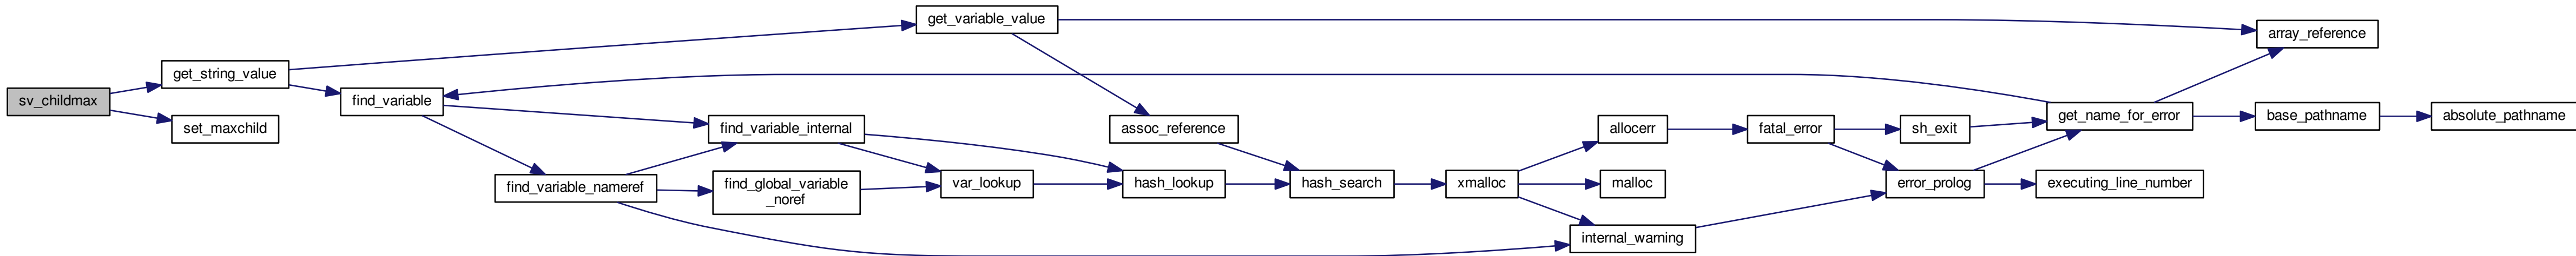 get_variable_value
array_reference
get_string_value
sv_childmax
find_variable
get_name_for_error
base_pathname
absolute_pathname
set_maxchild
find_variable_internal
assoc_reference
allocerr
fatal_error
sh_exit
find_variable_nameref
find_global_variable
_noref
var_lookup
hash_lookup
hash_search
xmalloc
malloc
error_prolog
executing_line_number
internal_warning